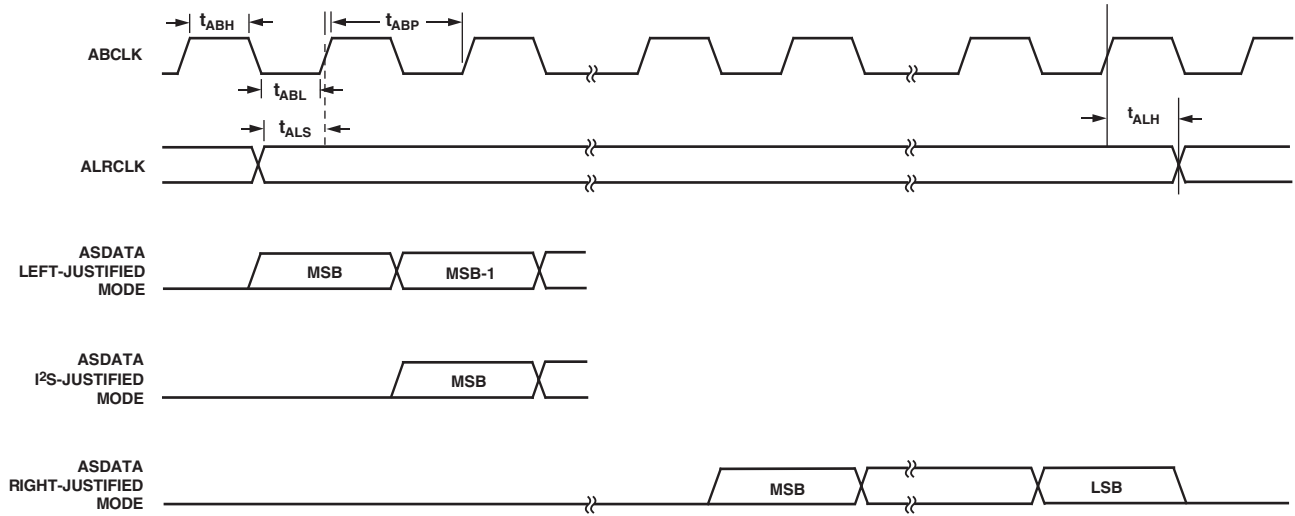 tABH
tABP
ABCLK
tABL
tALS
tALH
ALRCLK
ASDATA
LEFT-JUSTIFIED
MODE
MSB
MSB-1
ASDATA
I²S-JUSTIFIED
MODE
MSB
ASDATA
RIGHT-JUSTIFIED
MODE
MSB
LSB